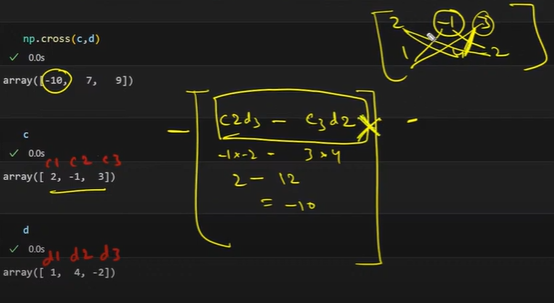 np.cross(c,d)
0.0s
array([-10, 7, 9])
c
0.0s
c1 c2 c3
array([ 2, -1, 3])
d
0.0s
d1 d2 d3
array([ 1, 4, -2])
2 -1 3
1 4 -2
c2d3 - c3d2
-1x-2 - 3x4
2 - 12
= -10